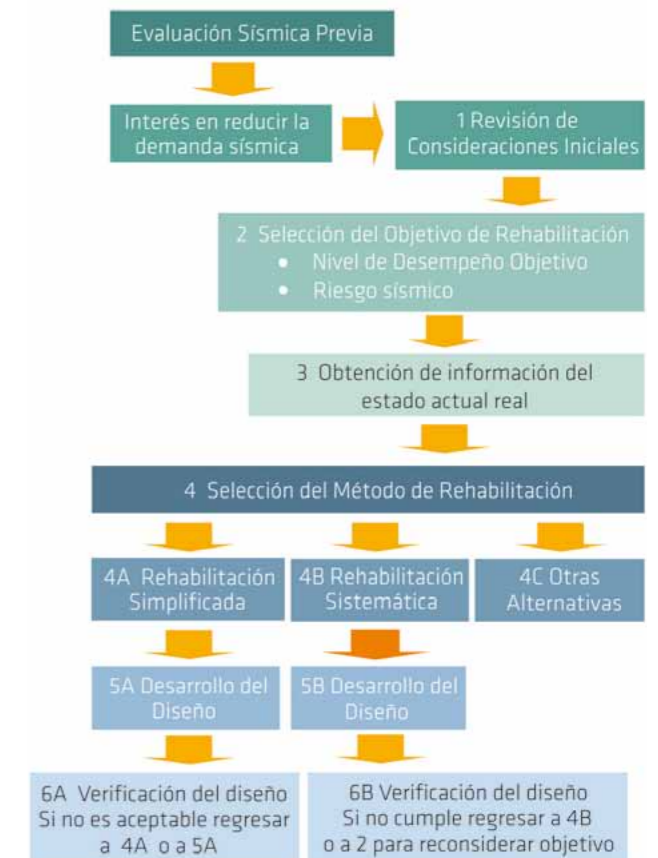 Evaluación Sísmica Previa
Interés en reducir la
demanda sísmica
1 Revisión de
Consideraciones Iniciales
2 Selección del Objetivo de Rehabilitación
• Nivel de Desempeño Objetivo
• Riesgo sísmico
3 Obtención de información del
estado actual real
4 Selección del Método de Rehabilitación
4A Rehabilitación
Simplificada
4B Rehabilitación
Sistemática
4C Otras
Alternativas
5A Desarrollo del
Diseño
5B Desarrollo del
Diseño
6A Verificación del diseño
Si no es aceptable regresar
a 4A o a 5A
6B Verificación del diseño
Si no cumple regresar a 4B
o a 2 para reconsiderar objetivo